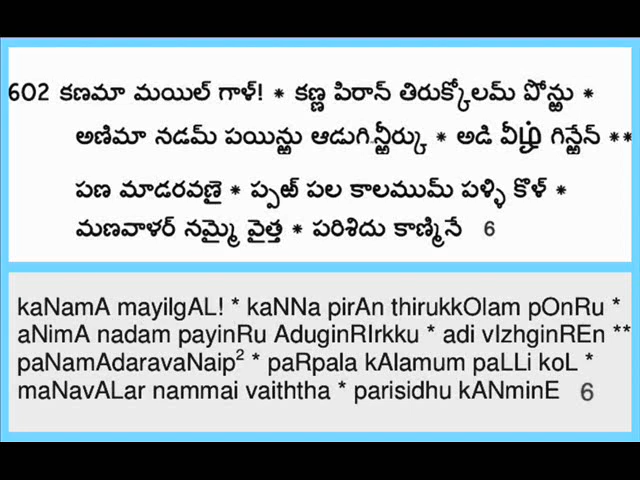 602 కణమా మయిల్ గాళ్! * కణ్ణ పిరాన్ తిరుక్కోలమ్ పోన్ఱు *
అణిమా నడమ్ పయిన్ఱు ఆడుగిన్ఱీర్కు * అడి వీழ் గిన్ఱేన్ **
పణ మాడరవణై * ప్పఱ్ పల కాలముమ్ పళ్ళి కొళ్ *
మణవాళర్ నమ్మై వైత్త * పరిశిదు కాణ్మినే 6
kaNamA mayilgAL! * kaNNa pirAn thirukkOlam pOnRu *
aNimA nadam payinRu AduginRIrkku * adi vIzhginREn **
paNamAdaravaNaip² * paRpala kAlamum paLLi koL *
maNavALar nammai vaiththa * parisidhu kANminE 6